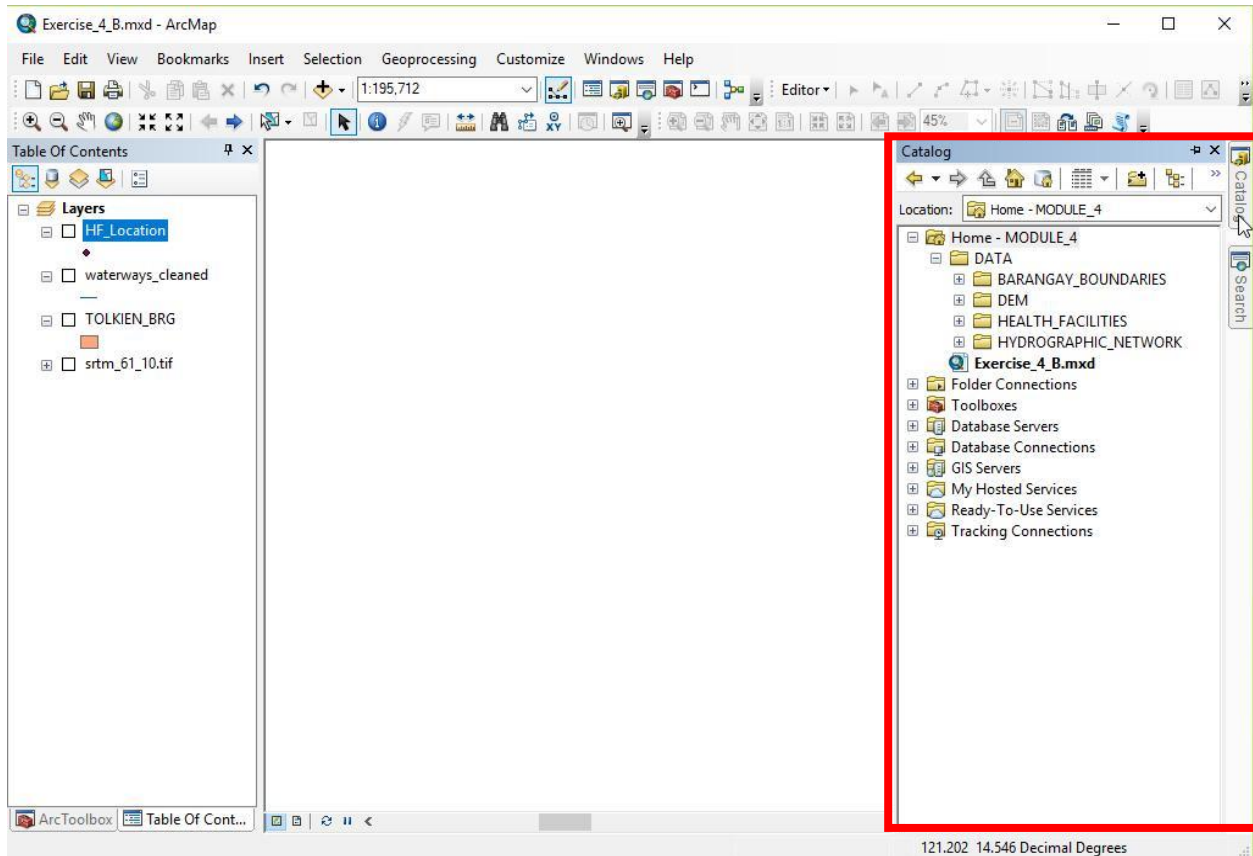 Exercise_4_B.mxd - ArcMap
File Edit View Bookmarks Insert Selection Geoprocessing Customize Windows Help
1:195,712
Editor
45%
Table Of Contents
Layers
HF_Location
waterways_cleaned
TOLKIEN_BRG
srtm_61_10.tif
ArcToolbox
Table Of Cont...
Catalog
Location: Home - MODULE_4
Home - MODULE_4
DATA
BARANGAY_BOUNDARIES
DEM
HEALTH_FACILITIES
HYDROGRAPHIC_NETWORK
Exercise_4_B.mxd
Folder Connections
Toolboxes
Database Servers
Database Connections
GIS Servers
My Hosted Services
Ready-To-Use Services
Tracking Connections
Catalog
Search
121.202 14.546 Decimal Degrees